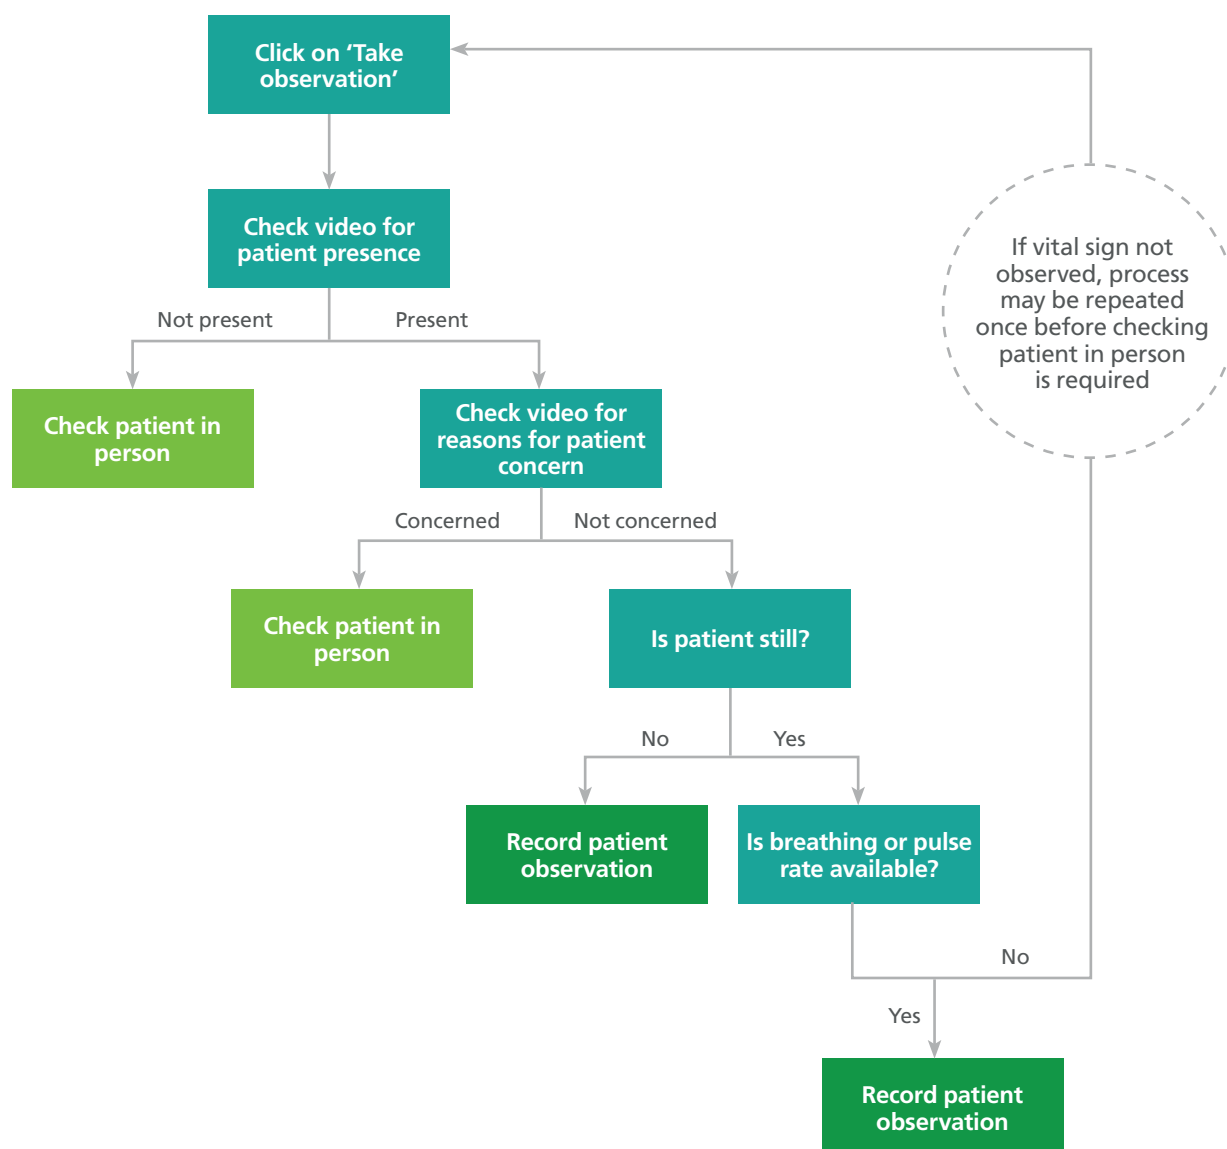 Click on ‘Take
observation’
Check video for
patient presence
Not present
Present
If vital sign not
observed, process
may be repeated
once before checking
patient in person
is required
Check patient in
person
Check video for
reasons for patient
concern
Concerned
Not concerned
Check patient in
person
Is patient still?
No
Yes
Record patient
observation
Is breathing or pulse
rate available?
No
Yes
Record patient
observation